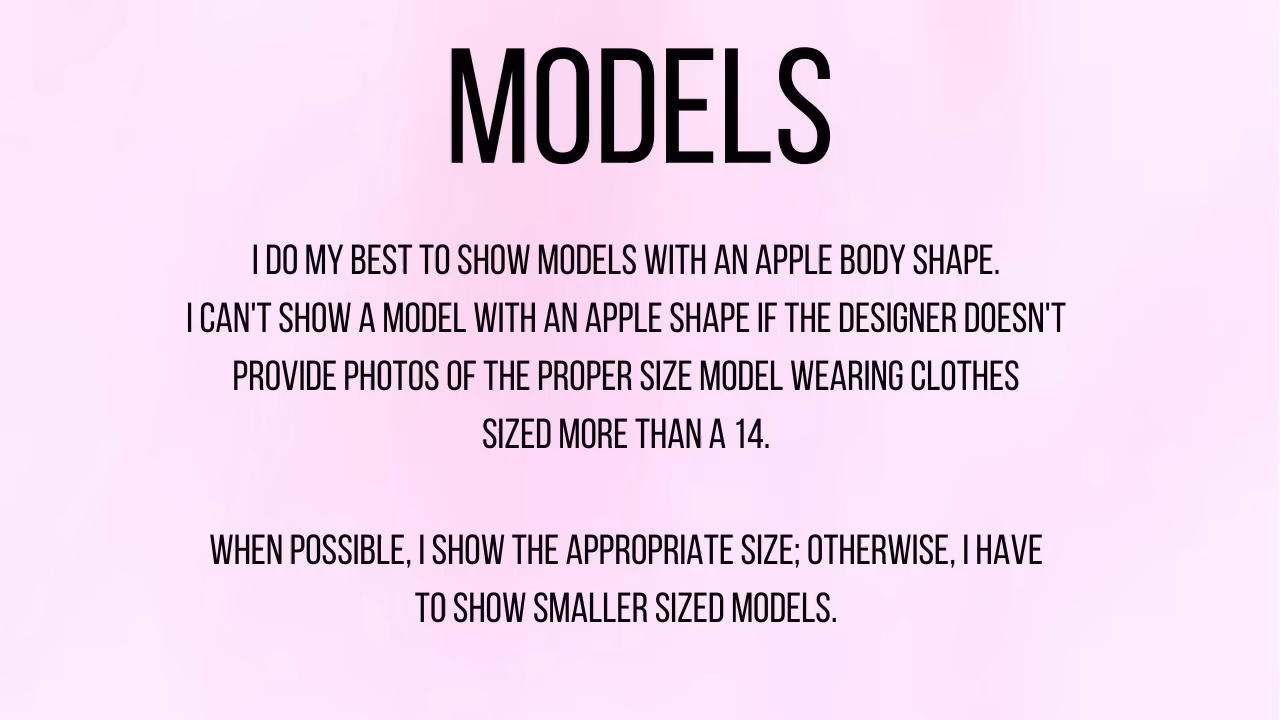 MODELS
I DO MY BEST TO SHOW MODELS WITH AN APPLE BODY SHAPE.
I CAN'T SHOW A MODEL WITH AN APPLE SHAPE IF THE DESIGNER DOESN'T
PROVIDE PHOTOS OF THE PROPER SIZE MODEL WEARING CLOTHES
SIZED MORE THAN A 14.
WHEN POSSIBLE, I SHOW THE APPROPRIATE SIZE; OTHERWISE, I HAVE
TO SHOW SMALLER SIZED MODELS.